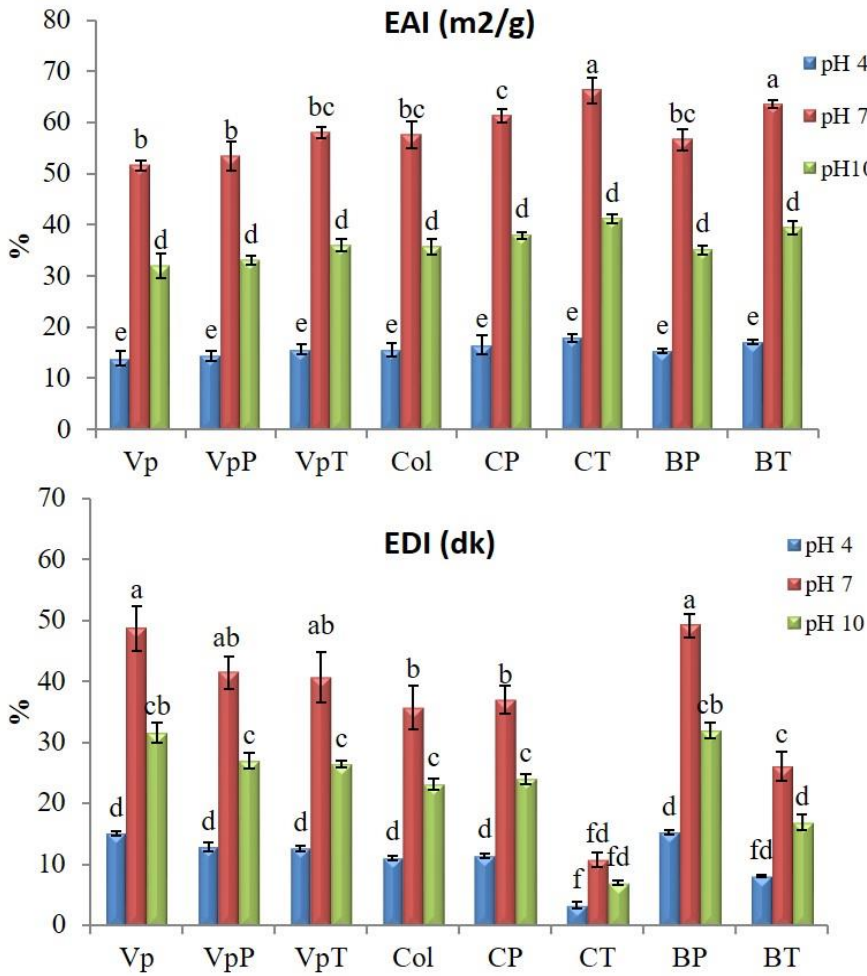 EAI (m2/g)
80
70
60
50
40
30
20
10
0
%
b b bc bc c a bc a
d d d d d d d d
e e e e e e e e
pH 4
pH 7
pH10
Vp VpP VpT Col CP CT BP BT
EDI (dk)
70
60
50
40
30
20
10
0
%
a ab ab b b fd a c
cb c c c c fd cb d
d d d d d f d fd
pH 4
pH 7
pH 10
Vp VpP VpT Col CP CT BP BT